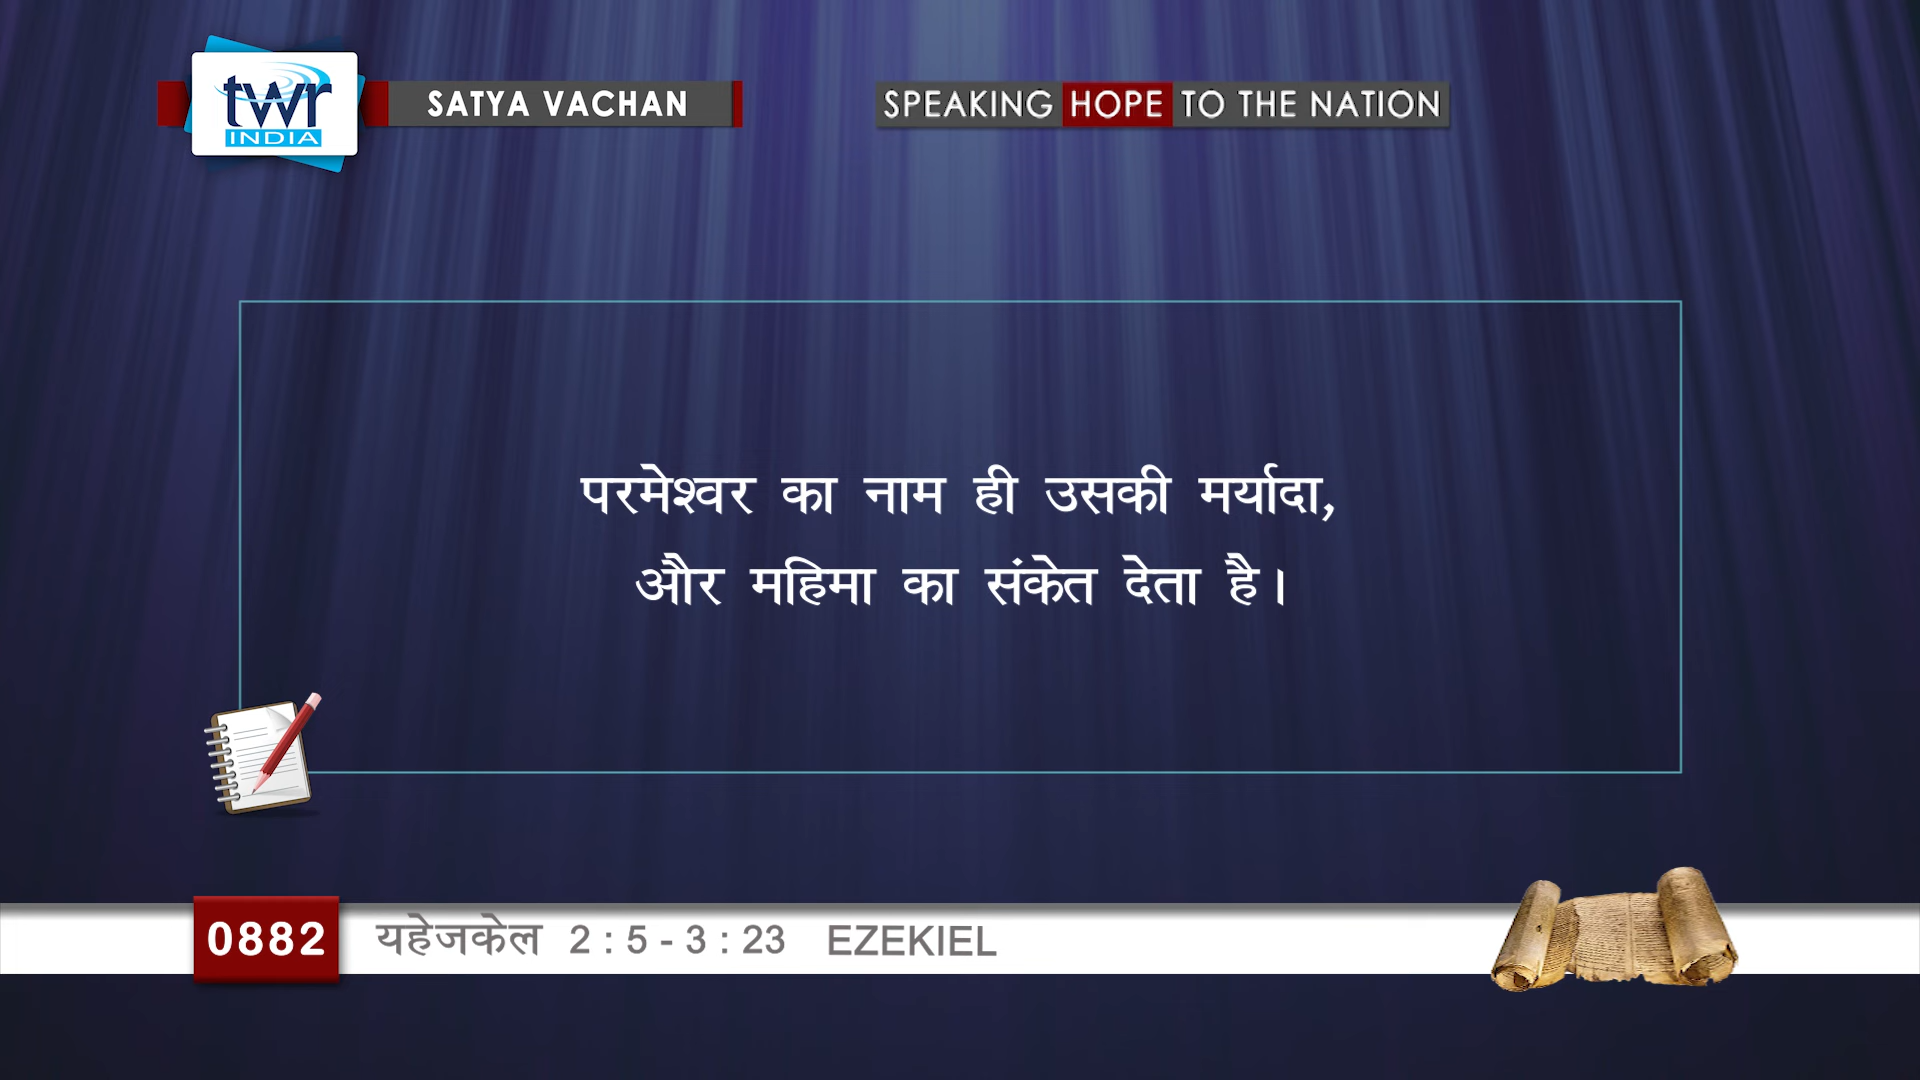 twr
INDIA
SATYA VACHAN
SPEAKING HOPE TO THE NATION
परमेश्वर का नाम ही उसकी मर्यादा,
और महिमा का संकेत देता है।
0882 यहेजकेल 2 : 5 - 3 : 23 EZEKIEL